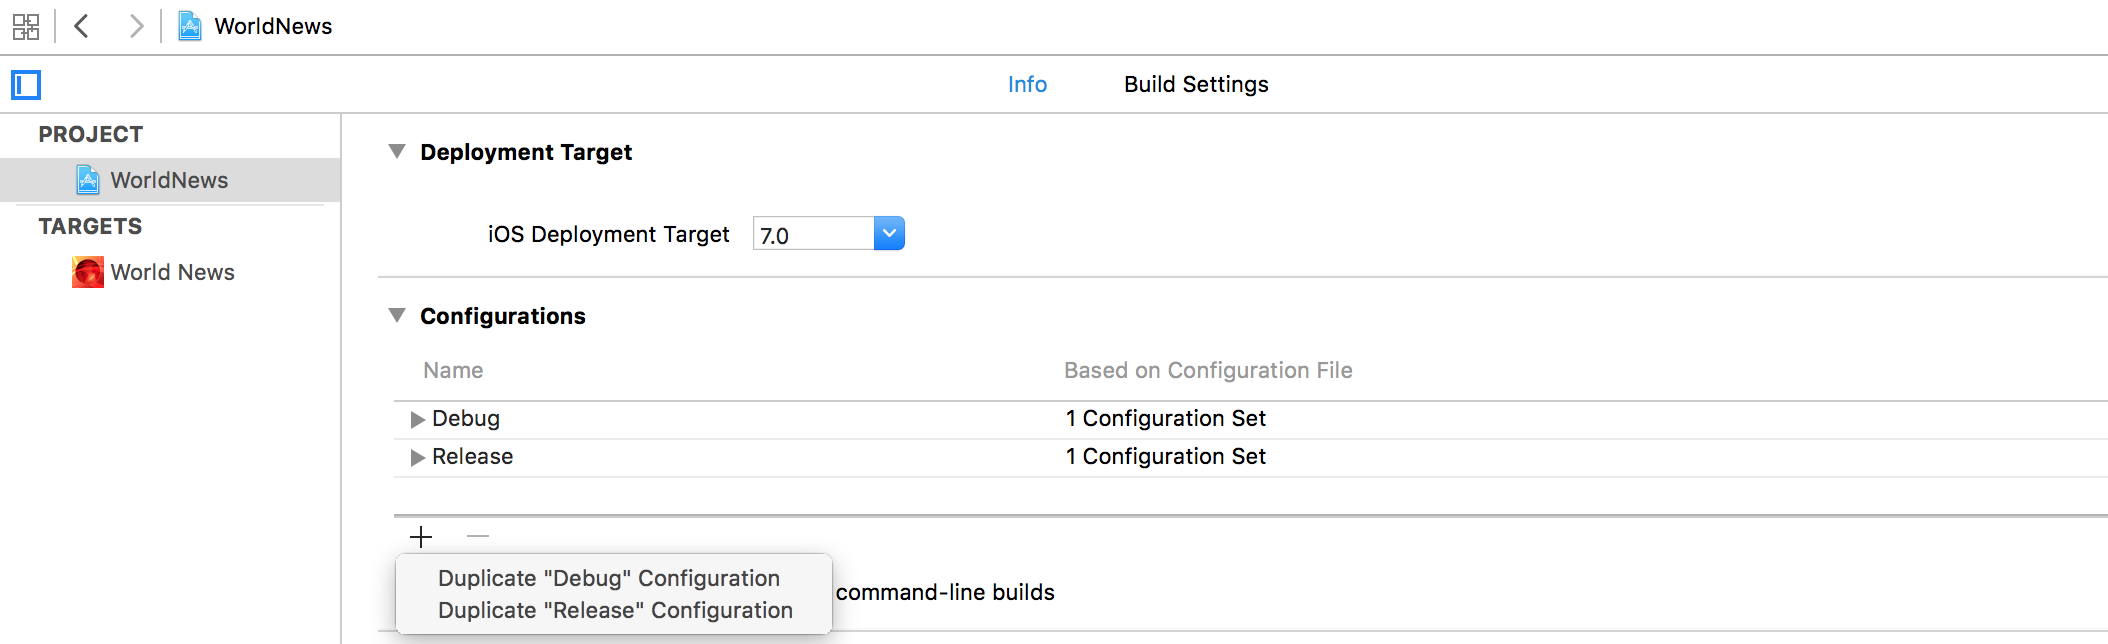 WorldNews
Info Build Settings
PROJECT
WorldNews
TARGETS
World News
Deployment Target
iOS Deployment Target 7.0
Configurations
Name Based on Configuration File
Debug 1 Configuration Set
Release 1 Configuration Set
Duplicate "Debug" Configuration
Duplicate "Release" Configuration
command-line builds